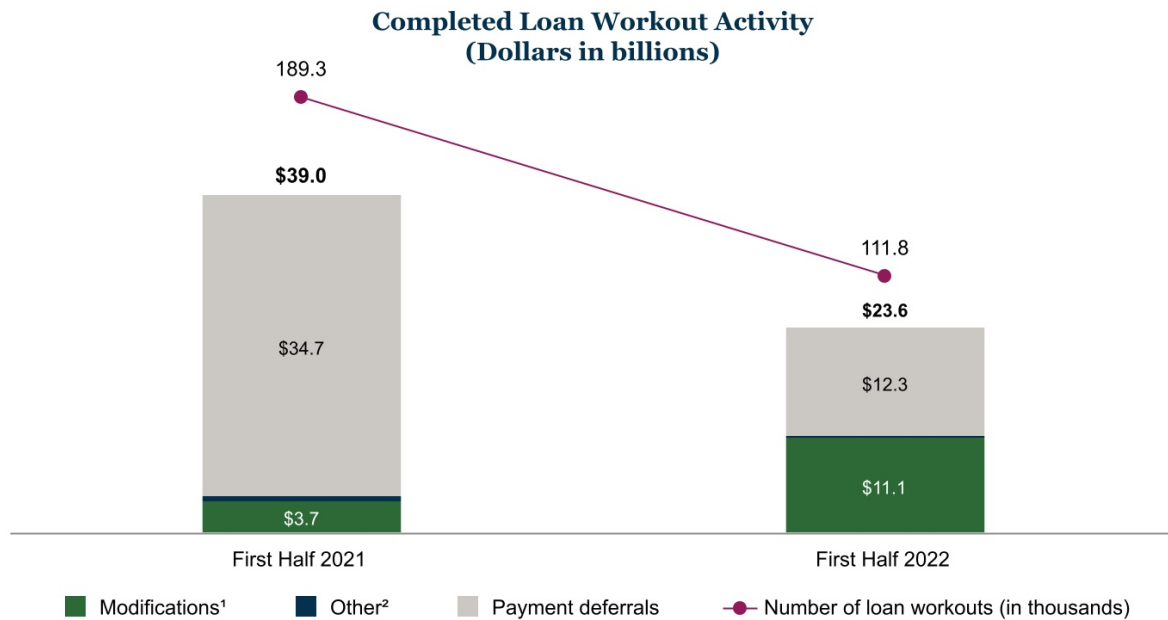 Completed Loan Workout Activity
(Dollars in billions)
189.3
$39.0
111.8
$23.6
$34.7
$12.3
$11.1
$3.7
First Half 2021
First Half 2022
Modifications¹
Other²
Payment deferrals
Number of loan workouts (in thousands)